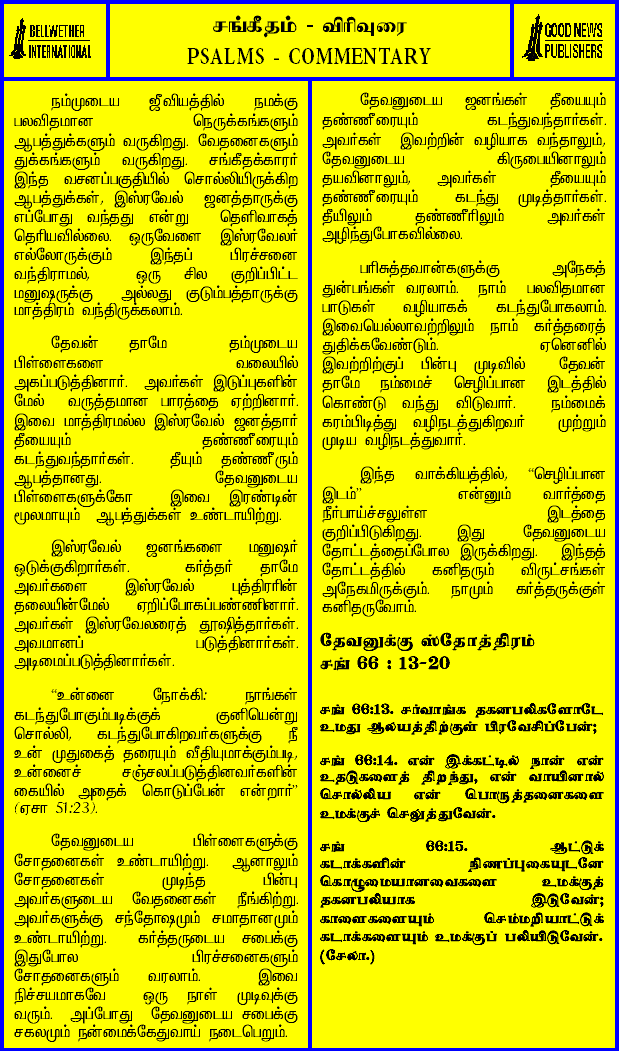 BELLWETHER
INTERNATIONAL
சங்கீதம் - விரிவுரை
PSALMS - COMMENTARY
GOOD NEWS
PUBLISHERS
நம்முடைய ஜீவியத்தில் நமக்கு
பலவிதமான நெருக்கங்களும்
ஆபத்துக்களும் வருகிறது. வேதனைகளும்
துக்கங்களும் வருகிறது. சங்கீதக்காரர்
இந்த வசனப்பகுதியில் சொல்லியிருக்கிற
ஆபத்துக்கள், இஸ்ரவேல் ஜனத்தாருக்கு
எப்போது வந்தது என்று தெளிவாகத்
தெரியவில்லை. ஒருவேளை இஸ்ரவேலர்
எல்லோருக்கும் இந்தப் பிரச்சனை
வந்திராமல், ஒரு சில குறிப்பிட்ட
மனுஷருக்கு அல்லது குடும்பத்தாருக்கு
மாத்திரம் வந்திருக்கலாம்.
தேவன் தாமே தம்முடைய
பிள்ளைகளை வலையில்
அகப்படுத்தினார். அவர்கள் இடுப்புகளின்
மேல் வருத்தமான பாரத்தை ஏற்றினார்.
இவை மாத்திரமல்ல இஸ்ரவேல் ஜனத்தார்
தீயையும் தண்ணீரையும்
கடந்துவந்தார்கள். தீயும் தண்ணீரும்
ஆபத்தானது. தேவனுடைய
பிள்ளைகளுக்கோ இவை இரண்டின்
மூலமாயும் ஆபத்துக்கள் உண்டாயிற்று.
இஸ்ரவேல் ஜனங்களை மனுஷர்
ஒடுக்குகிறார்கள். கர்த்தர் தாமே
அவர்களை இஸ்ரவேல் புத்திரரின்
தலையின்மேல் ஏறிப்போகப்பண்ணினார்.
அவர்கள் இஸ்ரவேலரைத் தூஷித்தார்கள்.
அவமானப் படுத்தினார்கள்.
அடிமைப்படுத்தினார்கள்.
“உன்னை நோக்கி: நாங்கள்
கடந்துபோகும்படிக்குக் குனியென்று
சொல்லி, கடந்துபோகிறவர்களுக்கு நீ
உன் முதுகைத் தரையும் வீதியுமாக்கும்படி,
உன்னைச் சஞ்சலப்படுத்தினவர்களின்
கையில் அதைக் கொடுப்பேன் என்றார்”
(ஏசா 51:23).
தேவனுடைய பிள்ளைகளுக்கு
சோதனைகள் உண்டாயிற்று. ஆனாலும்
சோதனைகள் முடிந்த பின்பு
அவர்களுடைய வேதனைகள் நீங்கிற்று.
அவர்களுக்கு சந்தோஷமும் சமாதானமும்
உண்டாயிற்று. கர்த்தருடைய சபைக்கு
இதுபோல பிரச்சனைகளும்
சோதனைகளும் வரலாம். இவை
நிச்சயமாகவே ஒரு நாள் முடிவுக்கு
வரும். அப்போது தேவனுடைய சபைக்கு
சகலமும் நன்மைக்கேதுவாய் நடைபெறும்.
தேவனுடைய ஜனங்கள் தீயையும்
தண்ணீரையும் கடந்துவந்தார்கள்.
அவர்கள் இவற்றின் வழியாக வந்தாலும்,
தேவனுடைய கிருபையினாலும்
தயவினாலும், அவர்கள் தீயையும்
தண்ணீரையும் கடந்து முடித்தார்கள்.
தீயிலும் தண்ணீரிலும் அவர்கள்
அழிந்துபோகவில்லை.
பரிசுத்தவான்களுக்கு அநேகத்
துன்பங்கள் வரலாம். நாம் பலவிதமான
பாடுகள் வழியாகக் கடந்துபோகலாம்.
இவையெல்லாவற்றிலும் நாம் கர்த்தரைத்
துதிக்கவேண்டும். ஏனெனில்
இவற்றிற்குப் பின்பு முடிவில் தேவன்
தாமே நம்மைச் செழிப்பான இடத்தில்
கொண்டு வந்து விடுவார். நம்மைக்
கரம்பிடித்து வழிநடத்துகிறவர் முற்றும்
முடிய வழிநடத்துவார்.
இந்த வாக்கியத்தில், “செழிப்பான
இடம்” என்னும் வார்த்தை
நீர்பாய்ச்சலுள்ள இடத்தை
குறிப்பிடுகிறது. இது தேவனுடைய
தோட்டத்தைப்போல இருக்கிறது. இந்தத்
தோட்டத்தில் கனிதரும் விருட்சங்கள்
அநேகமிருக்கும். நாமும் கர்த்தருக்குள்
கனிதருவோம்.
தேவனுக்கு ஸ்தோத்திரம்
சங் 66 : 13-20
சங் 66:13. சர்வாங்க தகனபலிகளோடே
உமது ஆலயத்திற்குள் பிரவேசிப்பேன்;
சங் 66:14. என் இக்கட்டில் நான் என்
உதடுகளைத் திறந்து, என் வாயினால்
சொல்லிய என் பொருத்தனைகளை
உமக்குச் செலுத்துவேன்.
சங் 66:15. ஆட்டுக்
கடாக்களின் நிணப்புகையுடனே
கொழுமையானவைகளை உமக்குத்
தகனபலியாக இடுவேன்;
காளைகளையும் செம்மறியாட்டுக்
கடாக்களையும் உமக்குப் பலியிடுவேன்.
(சேலா.)